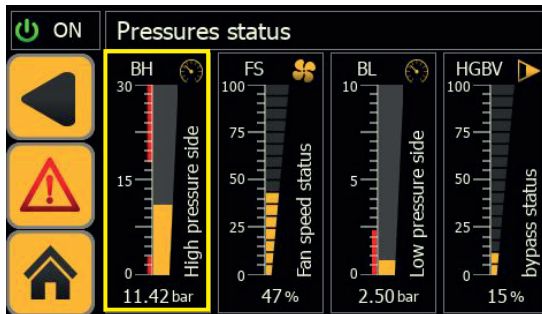 ON
Pressures status
BH
30
15
0
High pressure side
11.42 bar
FS
100
75
50
25
0
Fan speed status
47 %
BL
10
5
0
Low pressure side
2.50 bar
HGBV
100
75
50
25
0
bypass status
15 %